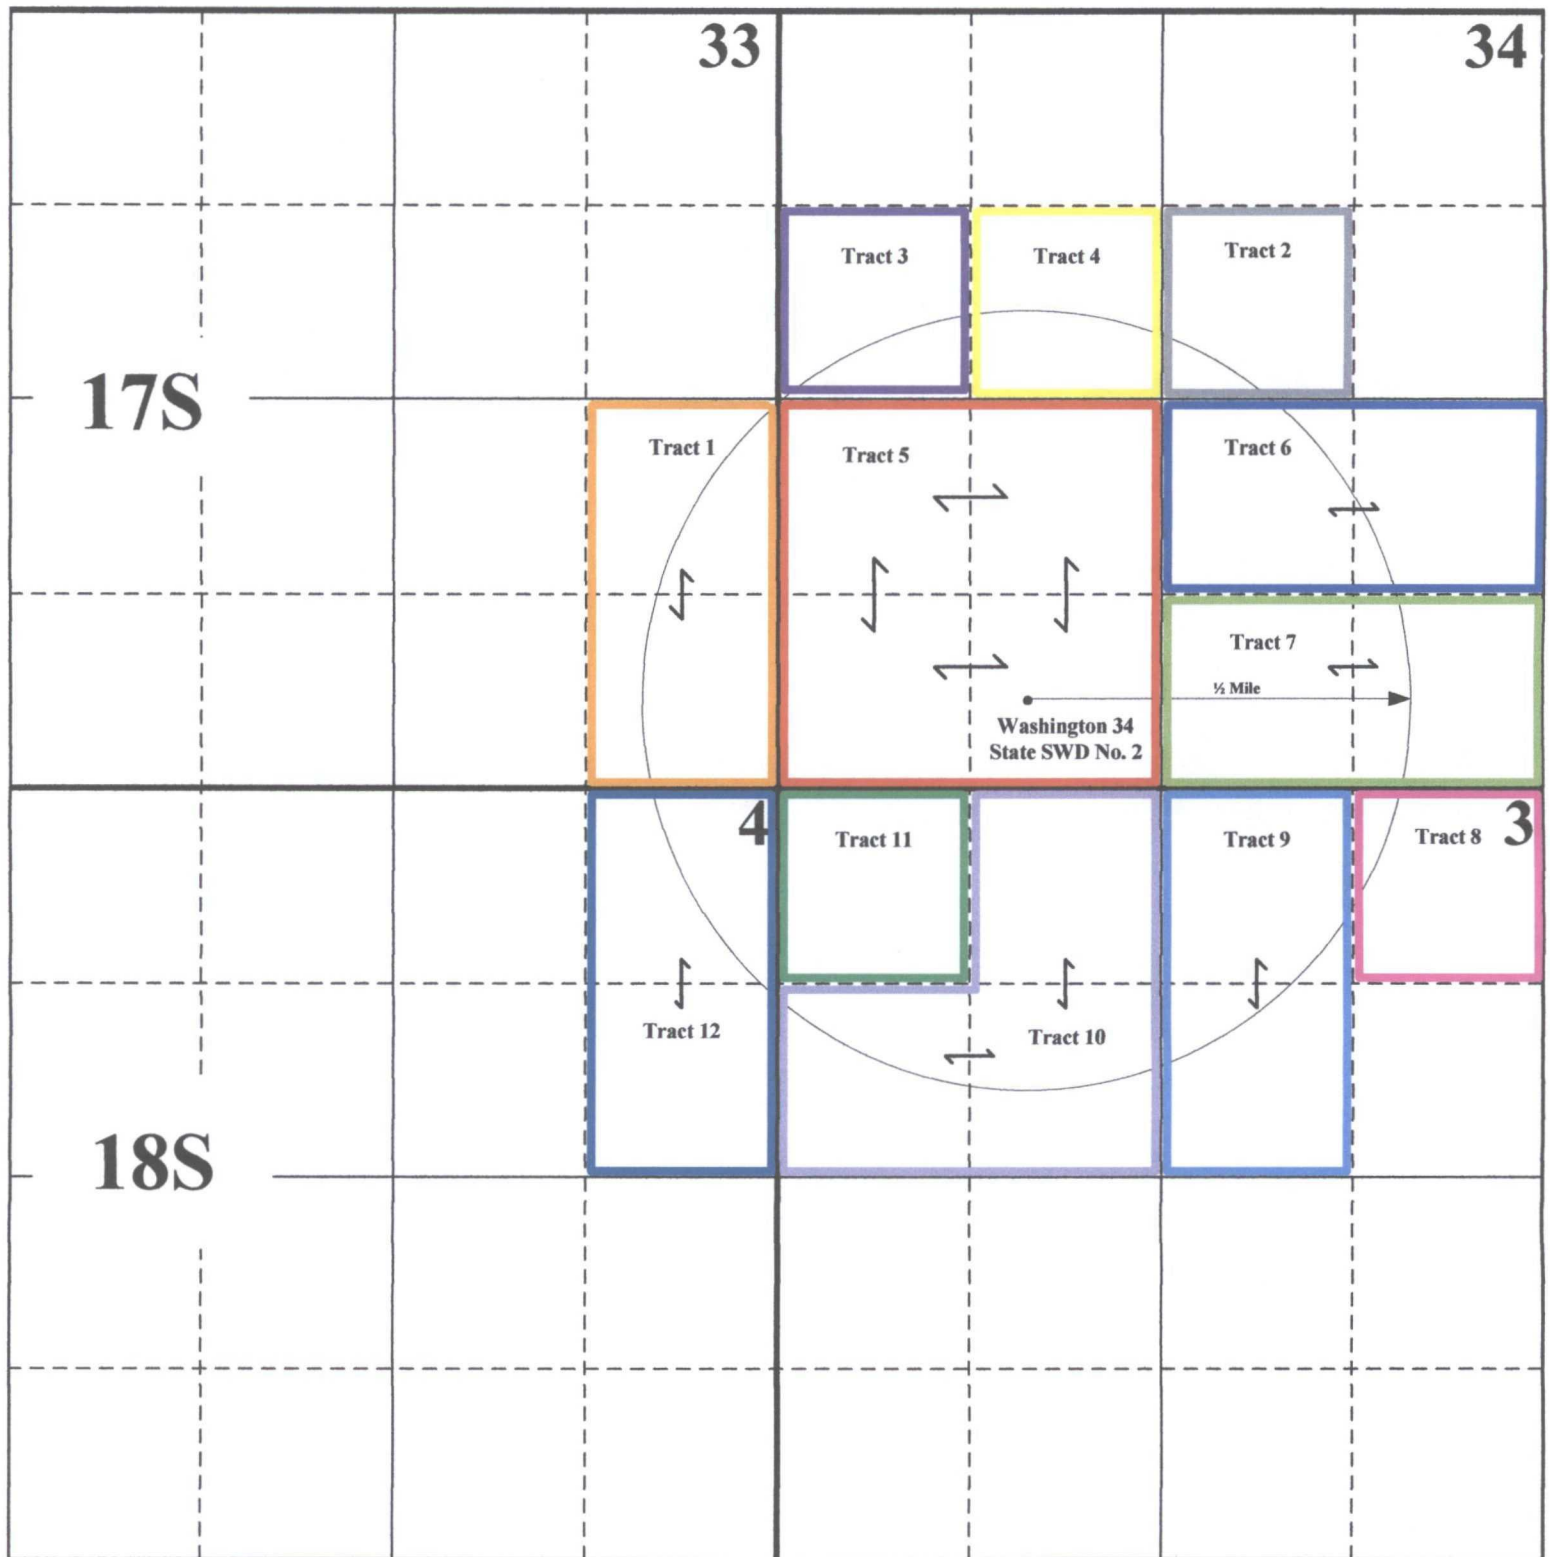 33
34
Tract 3
Tract 4
Tract 2
17S
Tract 1
Tract 5
Tract 6
Tract 7
½ Mile
Washington 34
State SWD No. 2
4
Tract 11
Tract 9
Tract 8
3
Tract 12
Tract 10
18S